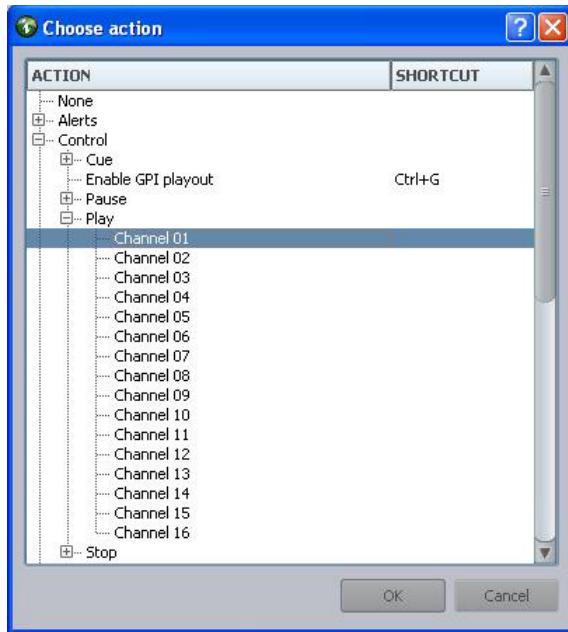 Choose action
ACTION SHORTCUT
None
Alerts
Control
Cue
Enable GPI playout Ctrl+G
Pause
Play
Channel 01
Channel 02
Channel 03
Channel 04
Channel 05
Channel 06
Channel 07
Channel 08
Channel 09
Channel 10
Channel 11
Channel 12
Channel 13
Channel 14
Channel 15
Channel 16
Stop
OK Cancel